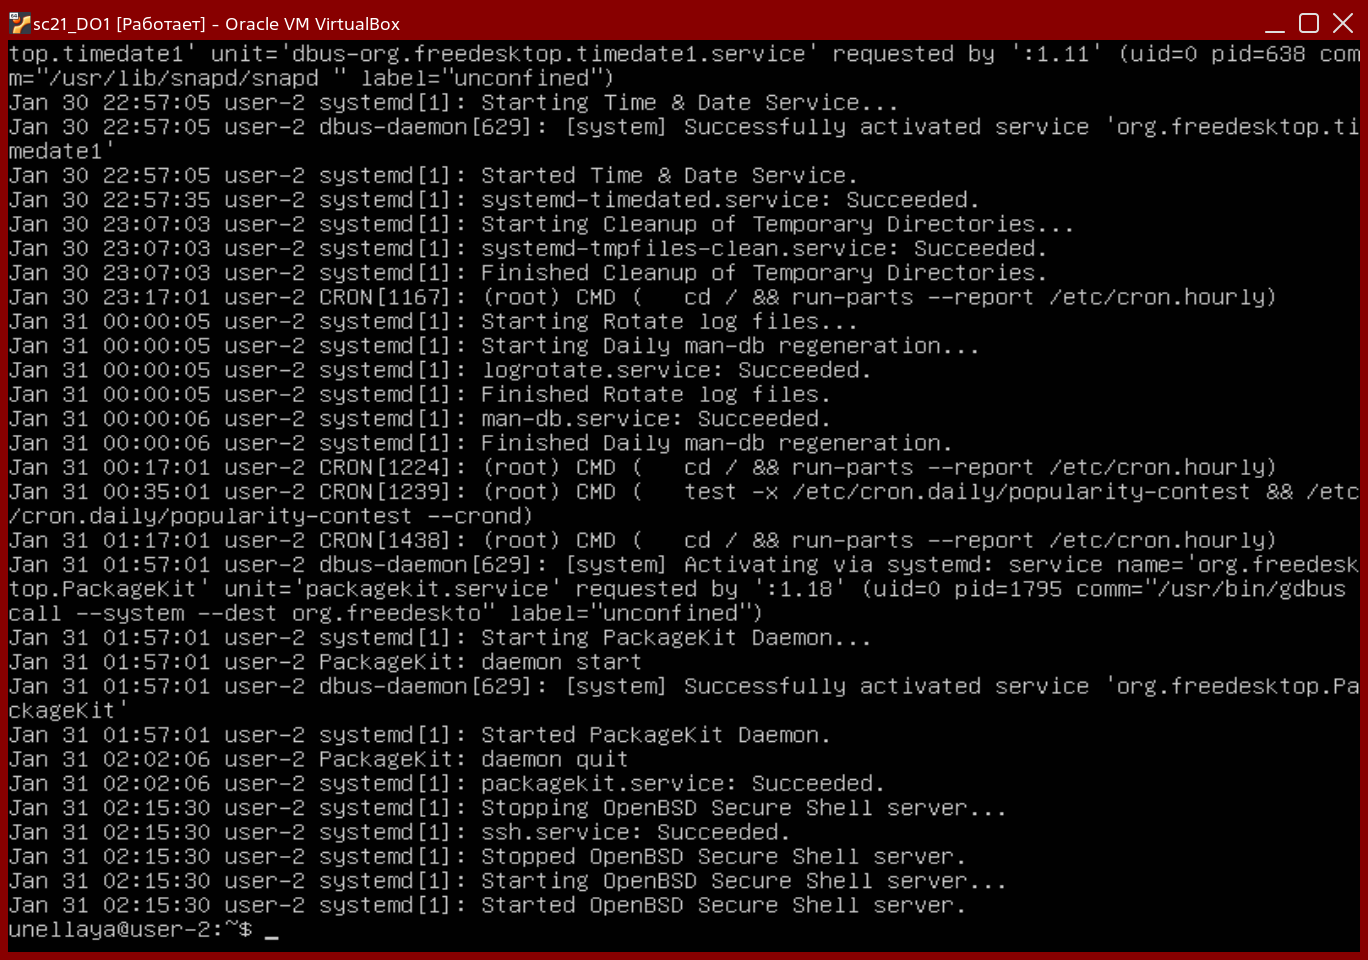 sc21_DO1 [Работает] - Oracle VM VirtualBox
top.timedate1' unit='dbus-org.freedesktop.timedate1.service' requested by ':1.11' (uid=0 pid=638 com
m="/usr/lib/snapd/snapd " label="unconfined")
Jan 30 22:57:05 user-2 systemd[1]: Starting Time & Date Service...
Jan 30 22:57:05 user-2 dbus-daemon[629]: [system] Successfully activated service 'org.freedesktop.ti
medate1'
Jan 30 22:57:05 user-2 systemd[1]: Started Time & Date Service.
Jan 30 22:57:35 user-2 systemd[1]: systemd-timedated.service: Succeeded.
Jan 30 23:07:03 user-2 systemd[1]: Starting Cleanup of Temporary Directories...
Jan 30 23:07:03 user-2 systemd[1]: systemd-tmpfiles-clean.service: Succeeded.
Jan 30 23:07:03 user-2 systemd[1]: Finished Cleanup of Temporary Directories.
Jan 30 23:17:01 user-2 CRON[1167]: (root) CMD (   cd / && run-parts --report /etc/cron.hourly)
Jan 31 00:00:05 user-2 systemd[1]: Starting Rotate log files...
Jan 31 00:00:05 user-2 systemd[1]: Starting Daily man-db regeneration...
Jan 31 00:00:05 user-2 systemd[1]: logrotate.service: Succeeded.
Jan 31 00:00:05 user-2 systemd[1]: Finished Rotate log files.
Jan 31 00:00:06 user-2 systemd[1]: man-db.service: Succeeded.
Jan 31 00:00:06 user-2 systemd[1]: Finished Daily man-db regeneration.
Jan 31 00:17:01 user-2 CRON[1224]: (root) CMD (   cd / && run-parts --report /etc/cron.hourly)
Jan 31 00:35:01 user-2 CRON[1239]: (root) CMD (   test -x /etc/cron.daily/popularity-contest && /etc
/cron.daily/popularity-contest --crond)
Jan 31 01:17:01 user-2 CRON[1438]: (root) CMD (   cd / && run-parts --report /etc/cron.hourly)
Jan 31 01:57:01 user-2 dbus-daemon[629]: [system] Activating via systemd: service name='org.freedesk
top.PackageKit' unit='packagekit.service' requested by ':1.18' (uid=0 pid=1795 comm="/usr/bin/gdbus
call --system --dest org.freedeskto" label="unconfined")
Jan 31 01:57:01 user-2 systemd[1]: Starting PackageKit Daemon...
Jan 31 01:57:01 user-2 PackageKit: daemon start
Jan 31 01:57:01 user-2 dbus-daemon[629]: [system] Successfully activated service 'org.freedesktop.Pa
ckageKit'
Jan 31 01:57:01 user-2 systemd[1]: Started PackageKit Daemon.
Jan 31 02:02:06 user-2 PackageKit: daemon quit
Jan 31 02:02:06 user-2 systemd[1]: packagekit.service: Succeeded.
Jan 31 02:15:30 user-2 systemd[1]: Stopping OpenBSD Secure Shell server...
Jan 31 02:15:30 user-2 systemd[1]: ssh.service: Succeeded.
Jan 31 02:15:30 user-2 systemd[1]: Stopped OpenBSD Secure Shell server.
Jan 31 02:15:30 user-2 systemd[1]: Starting OpenBSD Secure Shell server...
Jan 31 02:15:30 user-2 systemd[1]: Started OpenBSD Secure Shell server.
unellaya@user-2:~$ _